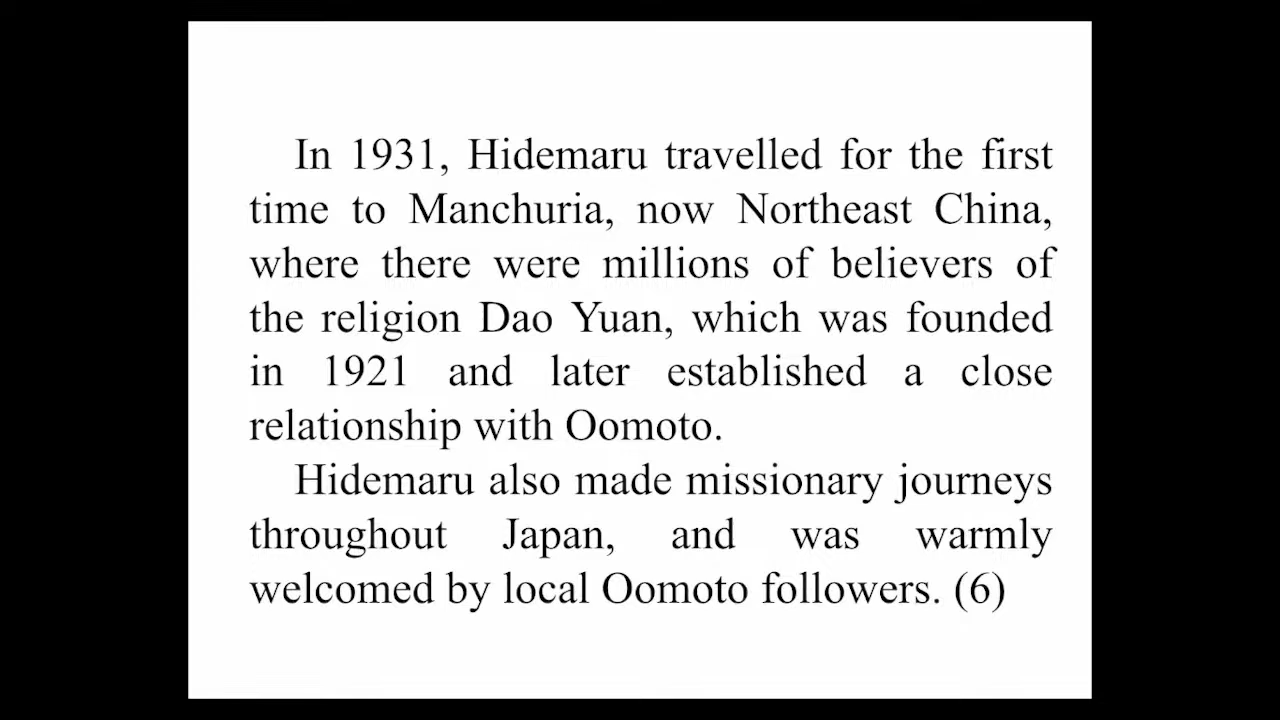 In 1931, Hidemaru travelled for the first
time to Manchuria, now Northeast China,
where there were millions of believers of
the religion Dao Yuan, which was founded
in 1921 and later established a close
relationship with Oomoto.
Hidemaru also made missionary journeys
throughout Japan, and was warmly
welcomed by local Oomoto followers. (6)